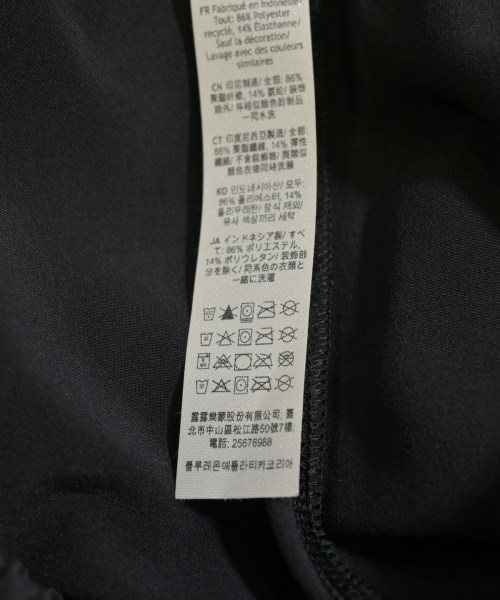 FR Fabriqué en Indonésie/
Tout: 86% Polyester
recyclé, 14% Élasthanne/
Sauf la décoration/
Lavage avec des couleurs
similaires
CN 印尼制造/ 全部: 86%
聚酯纤维, 14% 氨纶/ 装饰
除外/ 与相似颜色的制品
一同水洗
CT 印度尼西亞製造/ 全部:
86% 聚酯纖維, 14% 彈性
纖維/ 不含裝飾物/ 與類似
顏色衣物同時洗滌
KO 인도네시아산/ 모두:
86% 폴리에스터, 14%
폴리우레탄/ 장식 제외/
유사 색상끼리 세탁
JA インドネシア製/ すべ
て: 86% ポリエステル,
14% ポリウレタン/ 装飾部
分を除く/ 同系色の衣類と
一緒に洗濯
露露樂蒙股份有限公司; 臺
北市中山區松江路50號7樓;
電話: 25676988
룰루레몬애틀라티카코리아